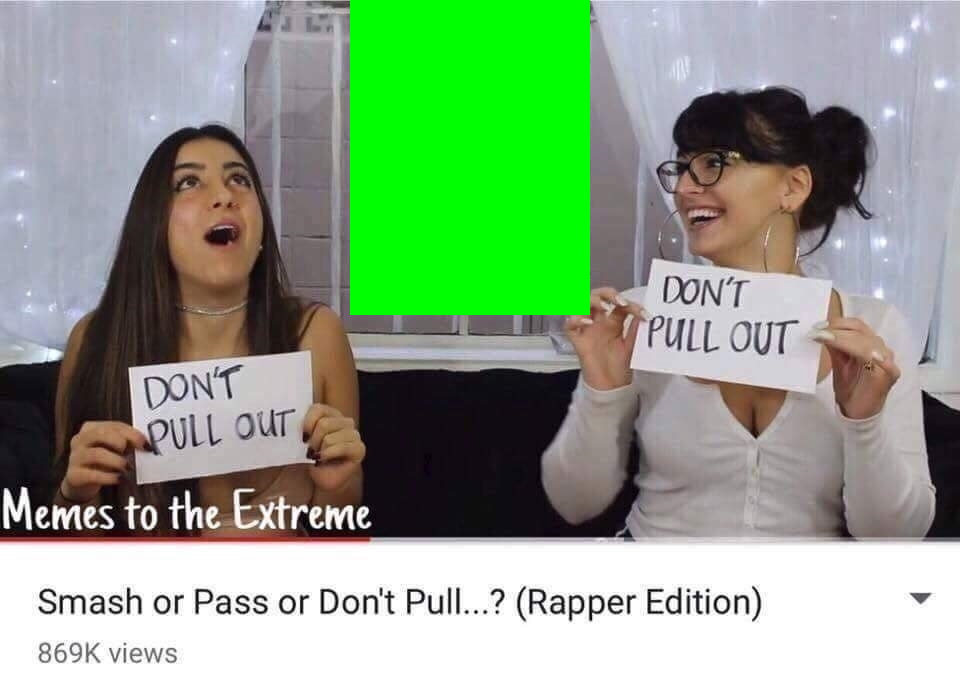 DON'T
PULL OUT
DON'T
PULL OUT
Memes to the Extreme
Smash or Pass or Don't Pull...? (Rapper Edition)
869K views